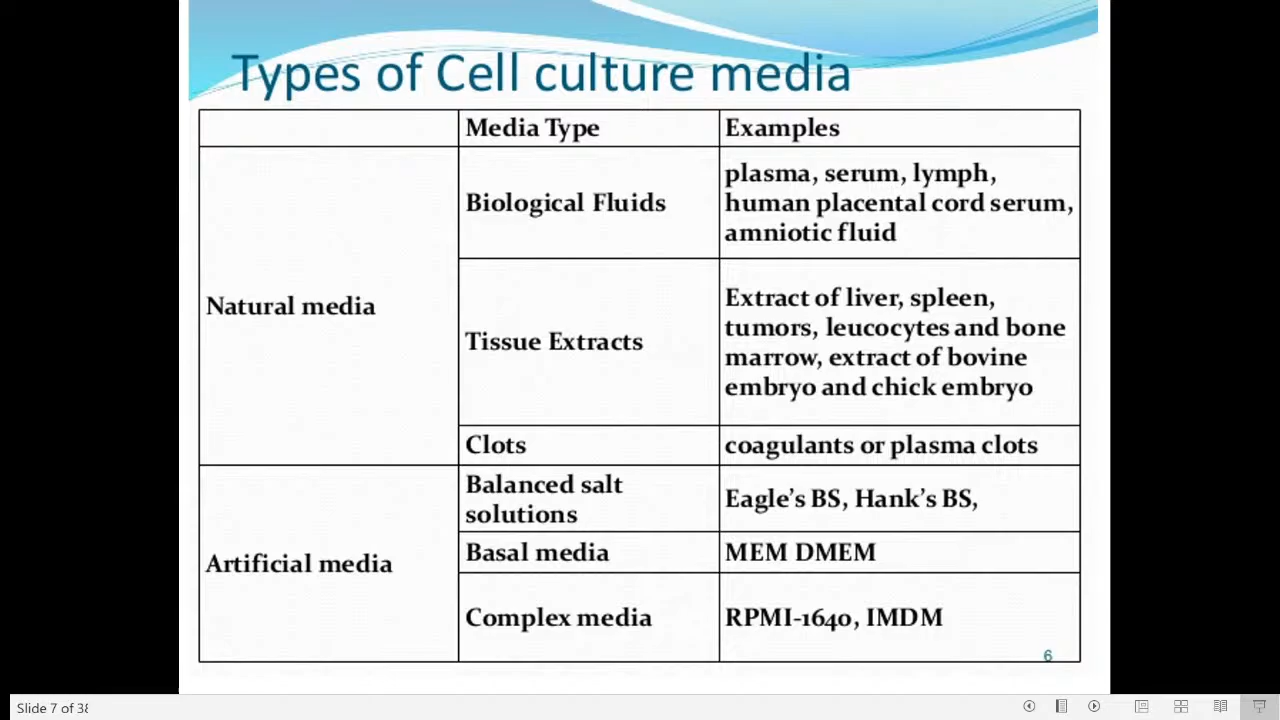 Types of Cell culture media
Media Type
Examples
Natural media
Biological Fluids
plasma, serum, lymph,
human placental cord serum,
amniotic fluid
Tissue Extracts
Extract of liver, spleen,
tumors, leucocytes and bone
marrow, extract of bovine
embryo and chick embryo
Clots
coagulants or plasma clots
Artificial media
Balanced salt
solutions
Eagle’s BS, Hank’s BS,
Basal media
MEM DMEM
Complex media
RPMI-1640, IMDM
6
Slide 7 of 38